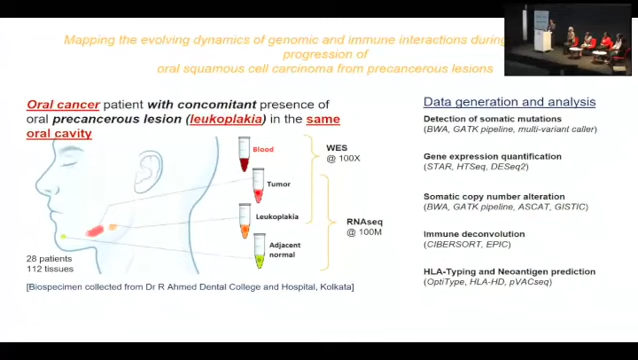 Mapping the evolving dynamics of genomic and immune interactions during
progression of
oral squamous cell carcinoma from precancerous lesions
Oral cancer patient with concomitant presence of
oral precancerous lesion (leukoplakia) in the same
oral cavity
Blood
WES
@ 100X
Tumor
Leukoplakia
RNAseq
@ 100M
Adjacent
normal
28 patients
112 tissues
[Biospecimen collected from Dr R Ahmed Dental College and Hospital, Kolkata]
Data generation and analysis
Detection of somatic mutations
(BWA, GATK pipeline, multi-variant caller)
Gene expression quantification
(STAR, HTSeq, DESeq2)
Somatic copy number alteration
(BWA, GATK pipeline, ASCAT, GISTIC)
Immune deconvolution
(CIBERSORT, EPIC)
HLA-Typing and Neoantigen prediction
(OptiType, HLA-HD, pVACseq)